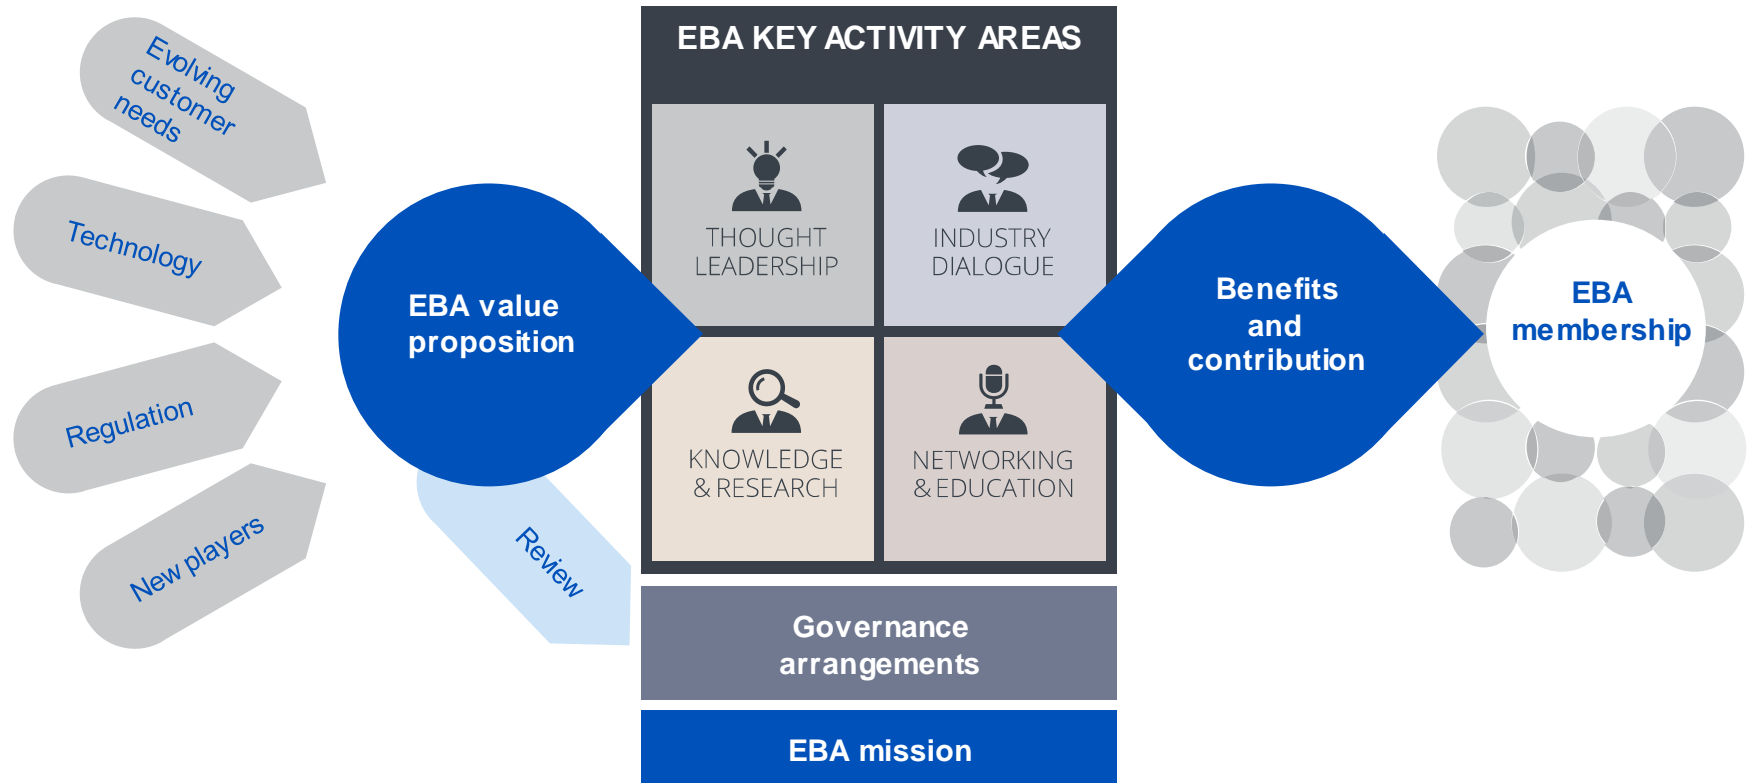 Evolving
customer
needs
Technology
Regulation
New players
EBA value
proposition
Review
EBA KEY ACTIVITY AREAS
THOUGHT
LEADERSHIP
INDUSTRY
DIALOGUE
KNOWLEDGE
& RESEARCH
NETWORKING
& EDUCATION
Governance
arrangements
EBA mission
Benefits
and
contribution
EBA
membership